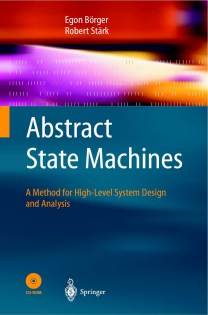 Egon Börger
Robert Stärk
Abstract
State Machines
A Method for High-Level System Design
and Analysis
CD-ROM
Springer